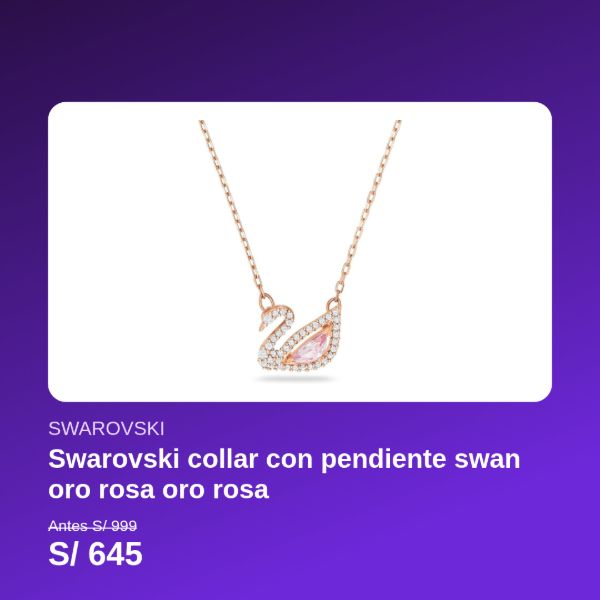 SWAROVSKI
Swarovski collar con pendiente swan
oro rosa oro rosa
Antes S/ 999
S/ 645